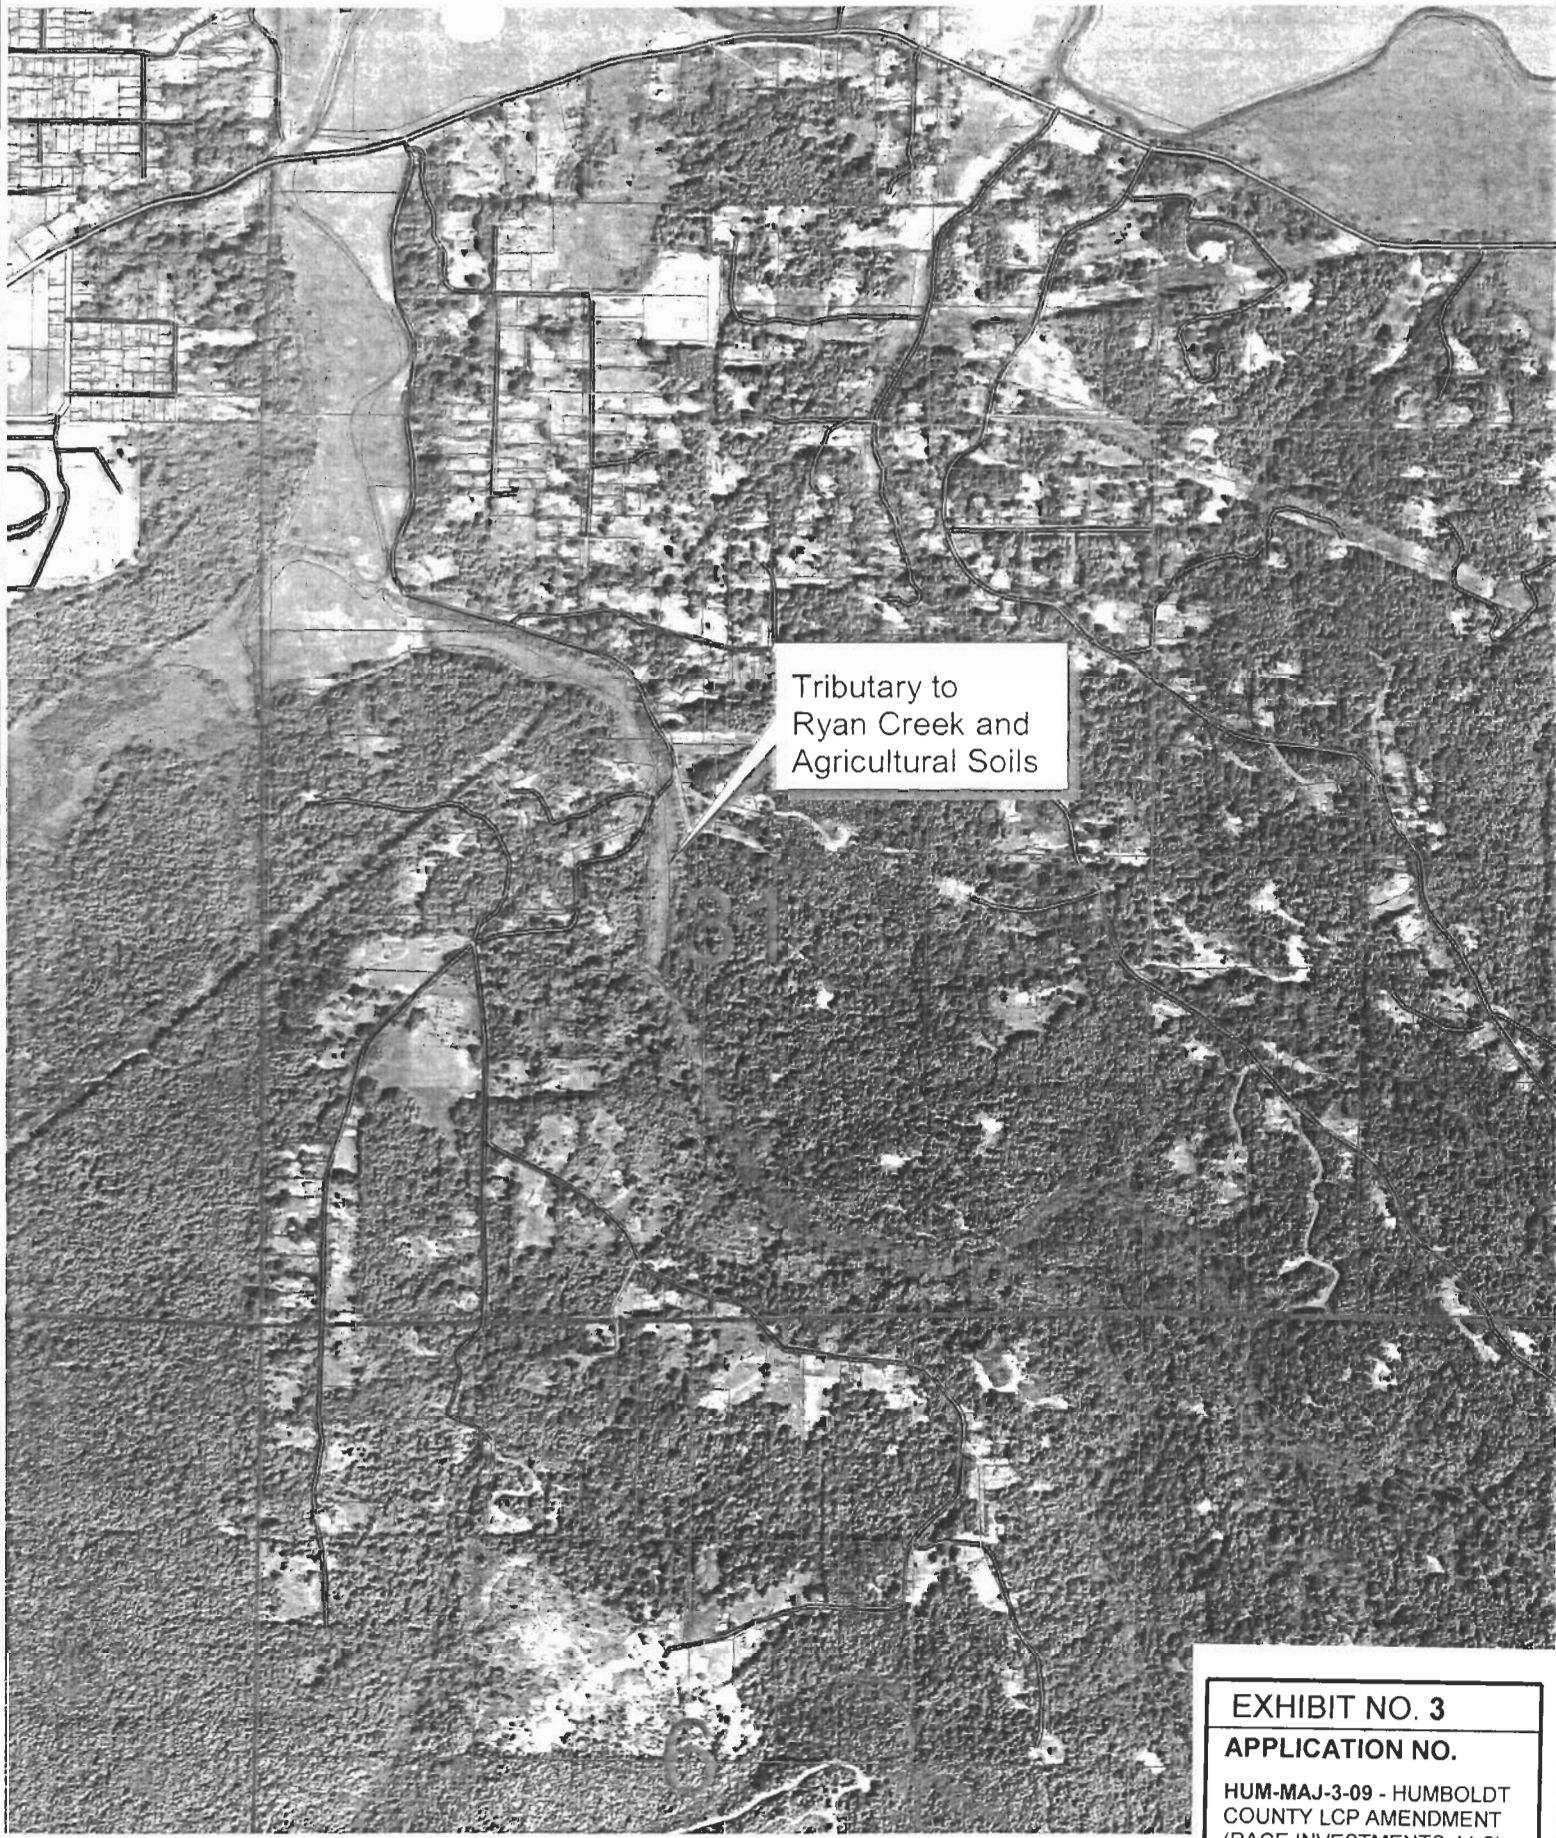 Tributary to
Ryan Creek and
Agricultural Soils
31
6
EXHIBIT NO. 3
APPLICATION NO.
HUM-MAJ-3-09 - HUMBOLDT
COUNTY LCP AMENDMENT